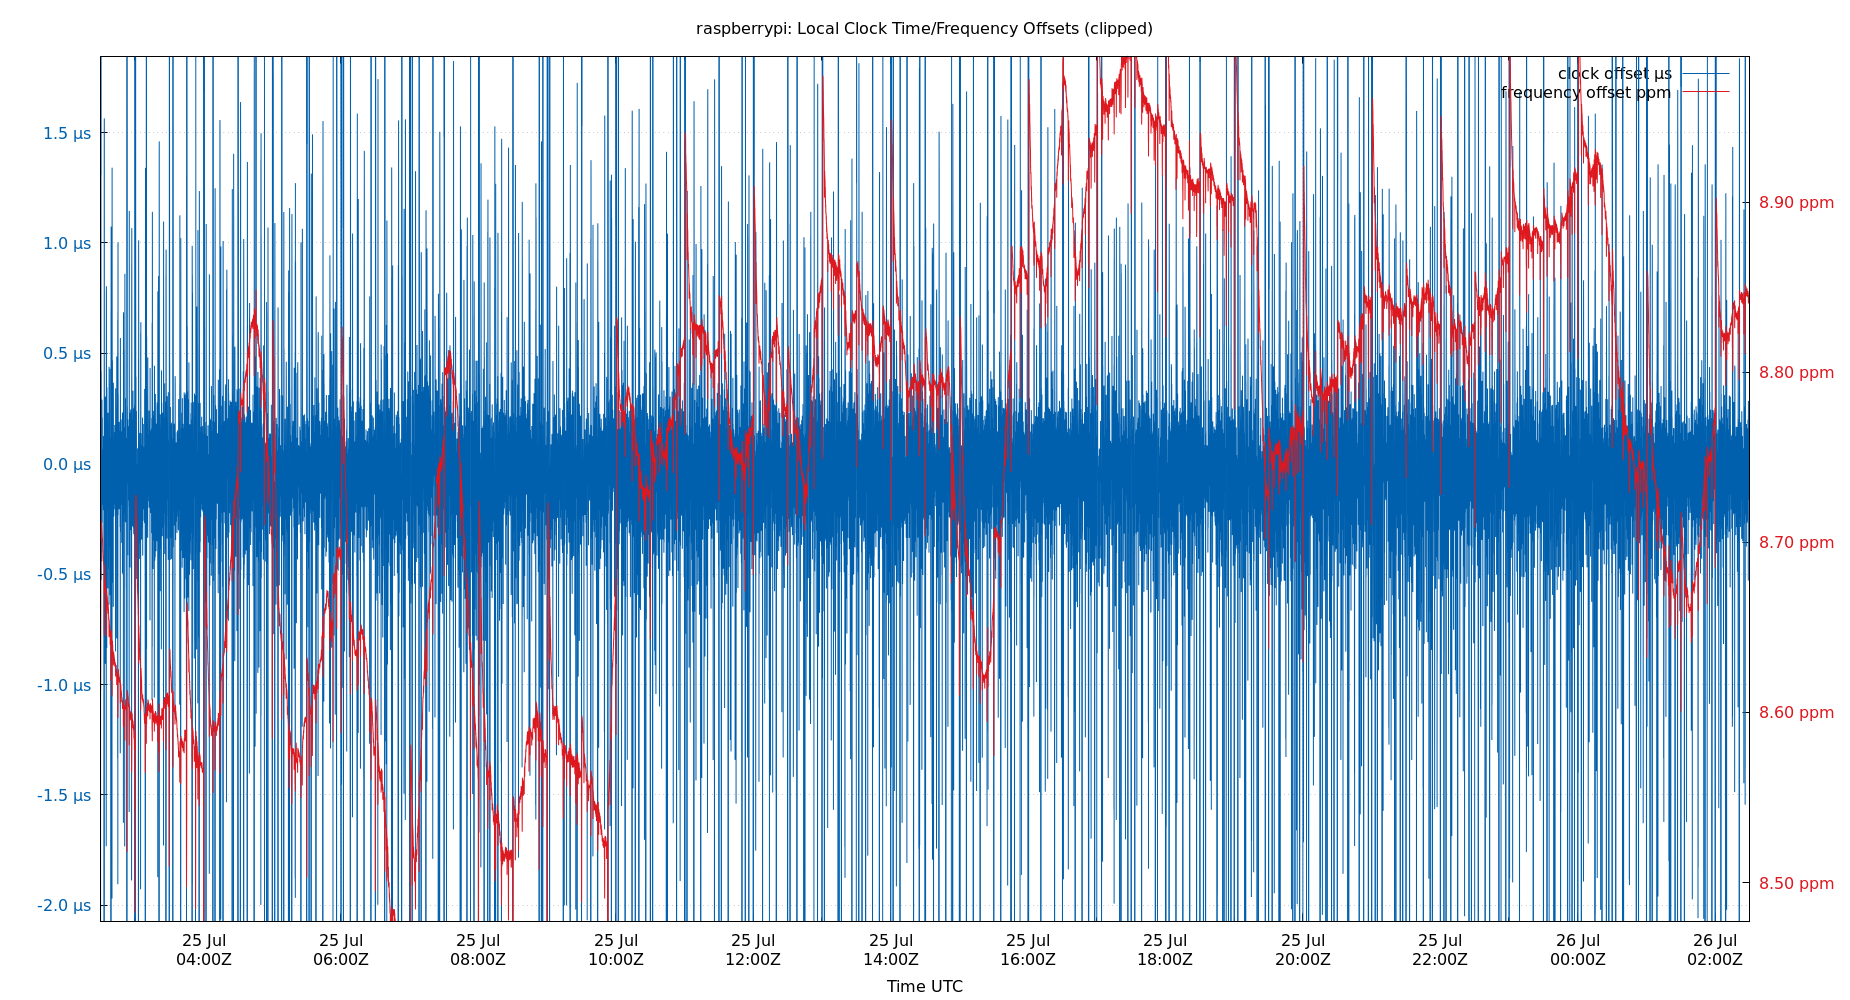 raspberrypi: Local Clock Time/Frequency Offsets (clipped)
clock offset µs
frequency offset ppm
1.5 µs
1.0 µs
0.5 µs
0.0 µs
-0.5 µs
-1.0 µs
-1.5 µs
-2.0 µs
8.90 ppm
8.80 ppm
8.70 ppm
8.60 ppm
8.50 ppm
25 Jul
04:00Z
25 Jul
06:00Z
25 Jul
08:00Z
25 Jul
10:00Z
25 Jul
12:00Z
25 Jul
14:00Z
25 Jul
16:00Z
25 Jul
18:00Z
25 Jul
20:00Z
25 Jul
22:00Z
26 Jul
00:00Z
26 Jul
02:00Z
Time UTC